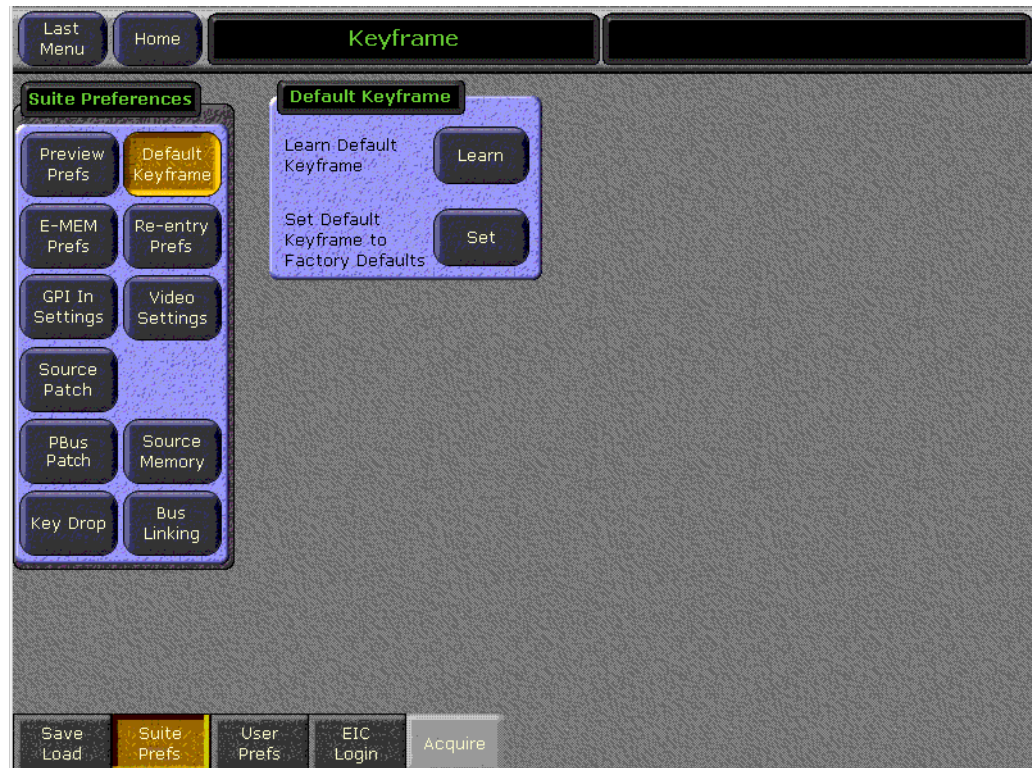 Last
Menu
Home
Keyframe
Suite Preferences
Preview
Prefs
Default
Keyframe
E-MEM
Prefs
Re-entry
Prefs
GPI In
Settings
Video
Settings
Source
Patch
PBus
Patch
Source
Memory
Key Drop
Bus
Linking
Default Keyframe
Learn Default
Keyframe
Learn
Set Default
Keyframe to
Factory Defaults
Set
Save
Load
Suite
Prefs
User
Prefs
EIC
Login
Acquire